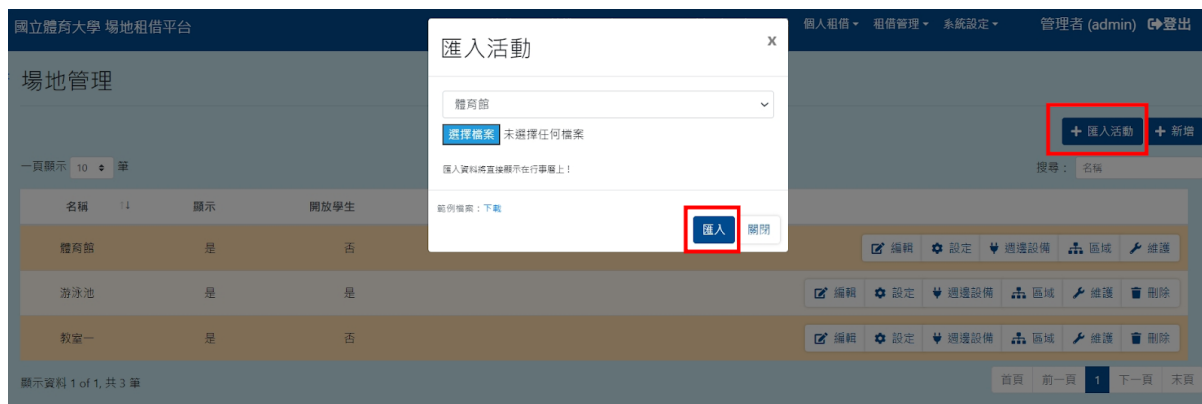 國立體育大學 場地租借平台
個人租借 租借管理 系統設定 管理者 (admin) 登出
匯入活動 x
場地管理
體育館
選擇檔案 未選擇任何檔案
匯入活動 新增
匯入資料將直接顯示在行事曆上！
一頁顯示 10 筆
搜尋： 名稱
名稱 顯示 開放學生
範例檔案：下載
匯入 關閉
體育館 是 否 編輯 設定 週邊設備 區域 維護
游泳池 是 是 編輯 設定 週邊設備 區域 維護 刪除
教室一 是 否 編輯 設定 週邊設備 區域 維護 刪除
顯示資料 1 of 1, 共 3 筆
首頁 前一頁 1 下一頁 末頁